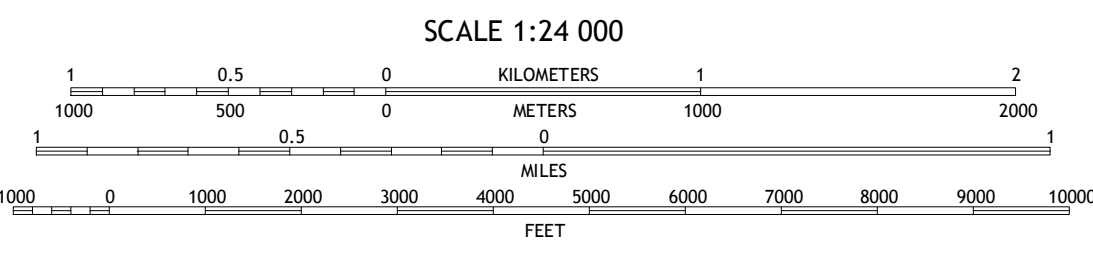 SCALE 1:24 000
1 0.5 0 KILOMETERS 1 2
1000 500 0 METERS 1000 2000
1 0.5 0 1
MILES
1000 0 1000 2000 3000 4000 5000 6000 7000 8000 9000 10000
FEET